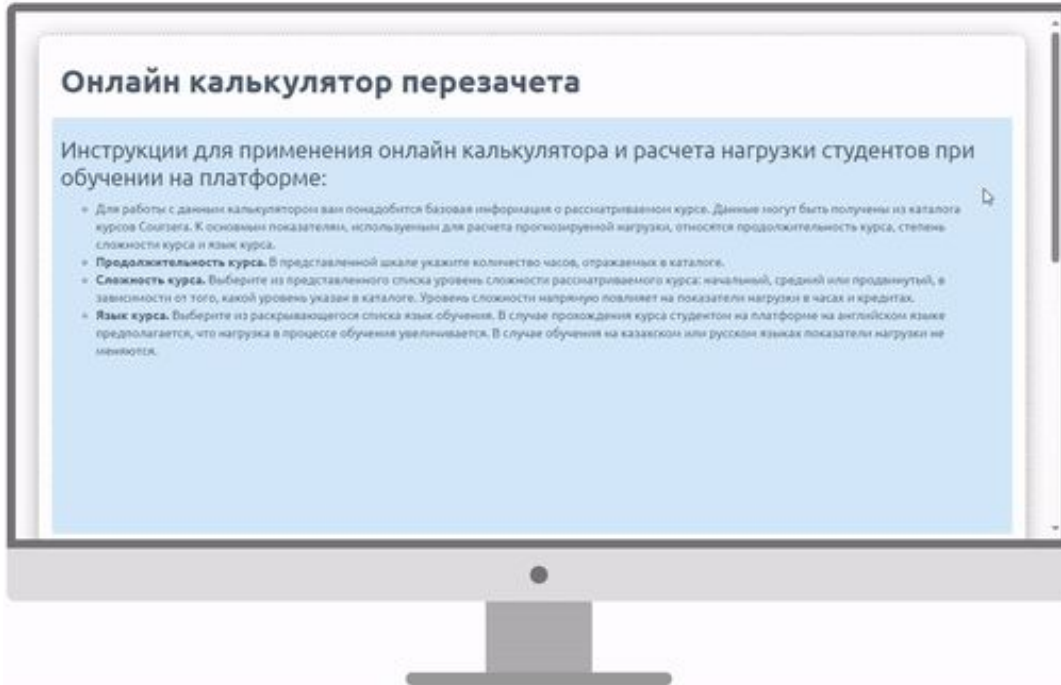 Онлайн калькулятор перезачета
Инструкции для применения онлайн калькулятора и расчета нагрузки студентов при
обучении на платформе:
Для работы с данным калькулятором вам понадобится базовая информация о рассматриваемом курсе. Данные могут быть получены из каталога
курсов Coursera. К основным показателям, используемым для расчета прогнозируемой нагрузки, относятся продолжительность курса, степень
сложности курса и язык курса.
Продолжительность курса. В представленной шкале укажите количество часов, отражаемых в каталоге.
Сложность курса. Выберите из представленного списка уровень сложности рассматриваемого курса: начальный, средний или продвинутый, в
зависимости от того, какой уровень указан в каталоге. Уровень сложности напрямую повлияет на показатели нагрузки в часах и кредитах.
Язык курса. Выберите из раскрывающегося списка язык обучения. В случае прохождения курса студентом на платформе на английском языке
предполагается, что нагрузка в процессе обучения увеличивается. В случае обучения на казахском или русском языках показатели нагрузки не
меняются.